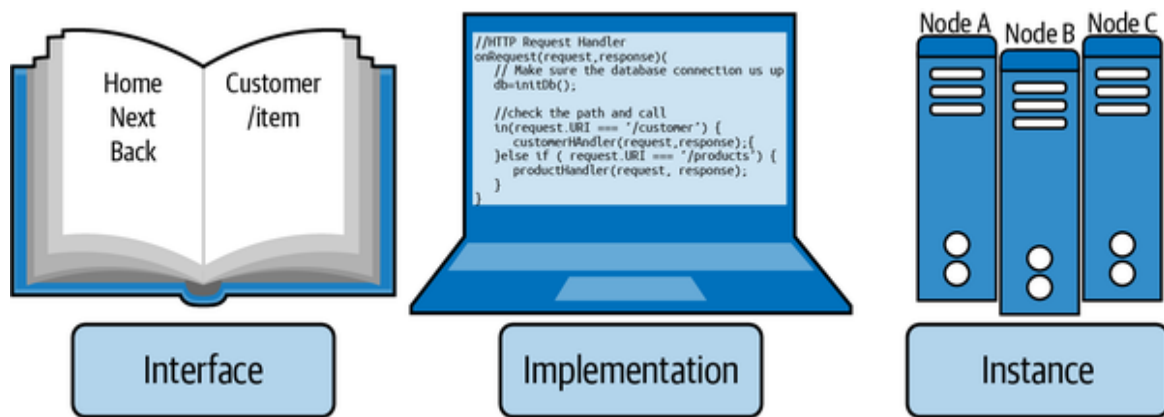 Home
Next
Back
Customer
/item
//HTTP Request Handler
onRequest(request,response)(
// Make sure the database connection us up
db=initDb();
//check the path and call
in(request.URI === '/customer') {
customerHAndler(request,response);{
}else if ( request.URI === '/products') {
productHandler(request, response);
}
}
Node A
Node B
Node C
Interface
Implementation
Instance